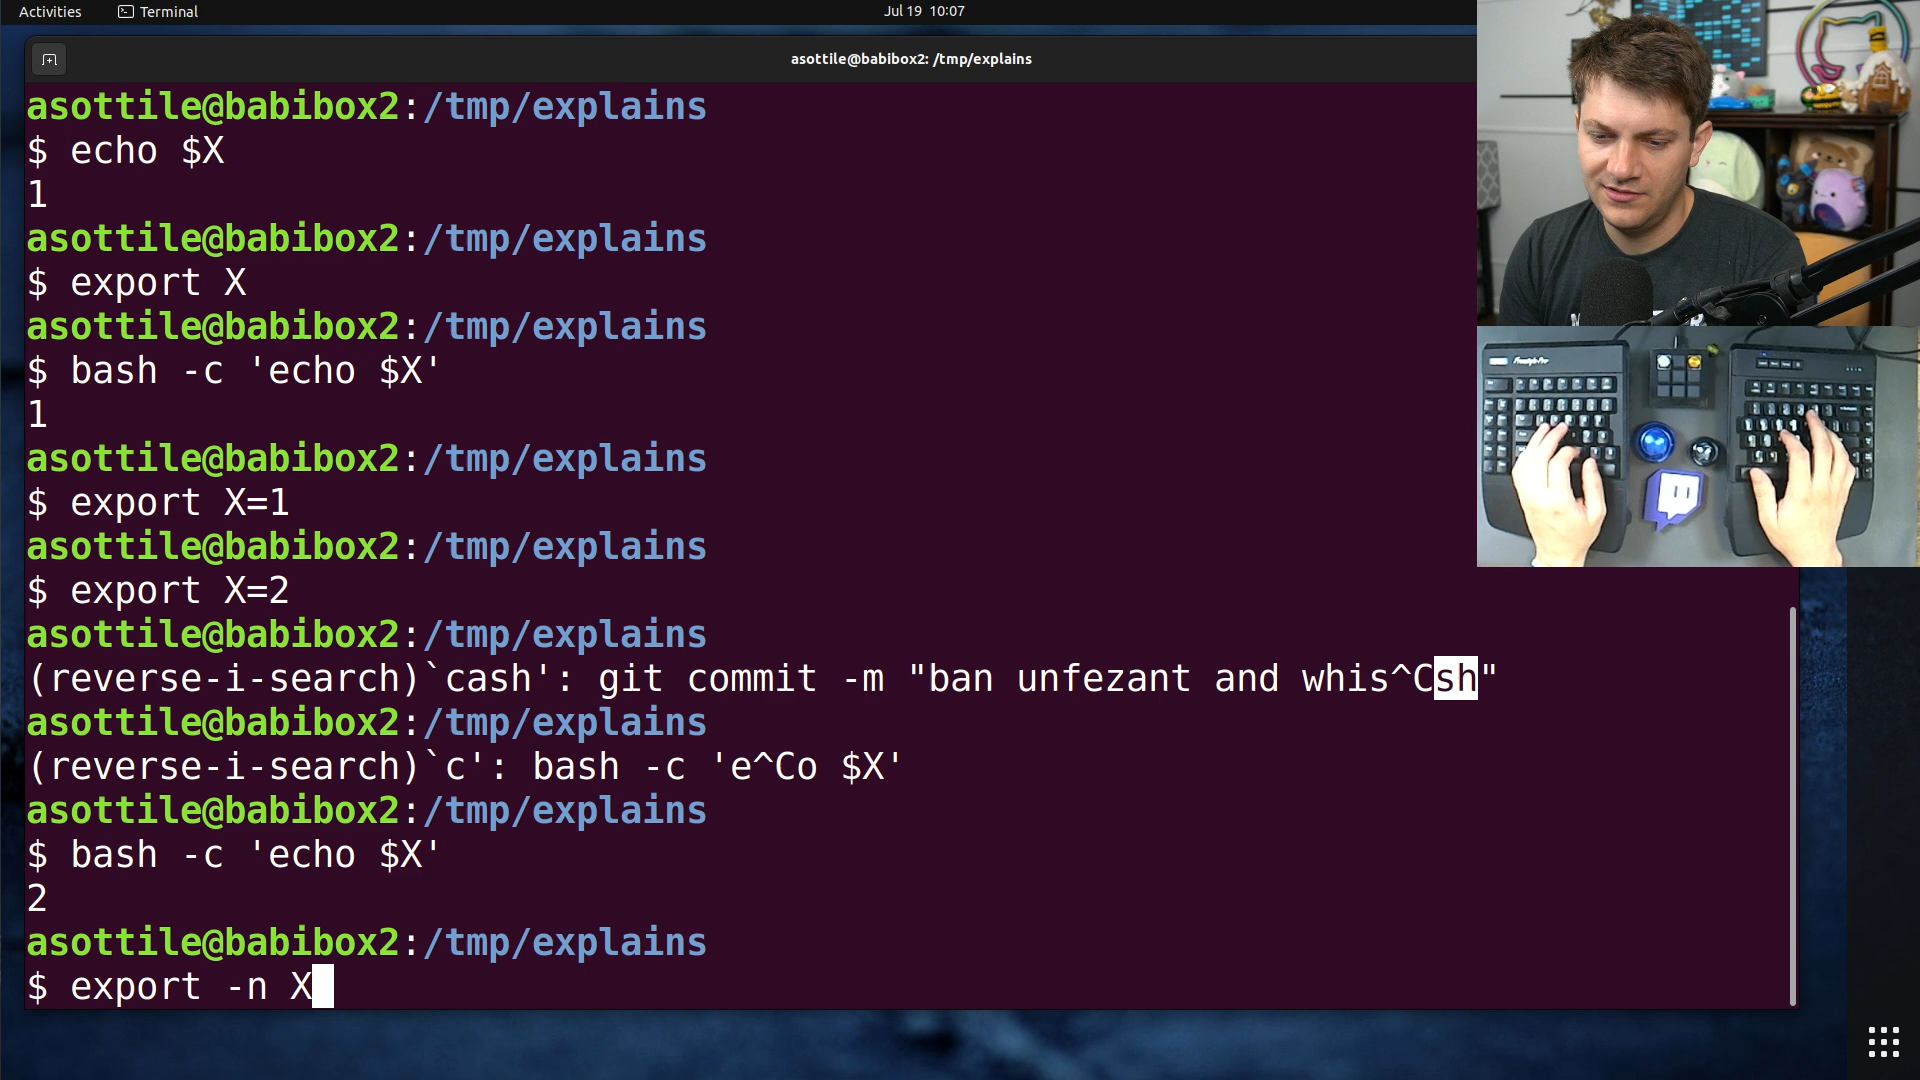 Activities
Terminal
Jul 19 10:07
asottile@babibox2: /tmp/explains
asottile@babibox2:/tmp/explains
$ echo $X
1
asottile@babibox2:/tmp/explains
$ export X
asottile@babibox2:/tmp/explains
$ bash -c 'echo $X'
1
asottile@babibox2:/tmp/explains
$ export X=1
asottile@babibox2:/tmp/explains
$ export X=2
asottile@babibox2:/tmp/explains
(reverse-i-search)`cash': git commit -m "ban unfezant and whis^Csh"
asottile@babibox2:/tmp/explains
(reverse-i-search)`c': bash -c 'e^Co $X'
asottile@babibox2:/tmp/explains
$ bash -c 'echo $X'
2
asottile@babibox2:/tmp/explains
$ export -n X